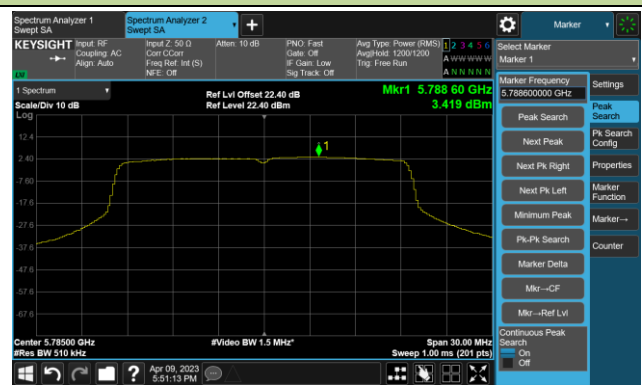 Spectrum Analyzer 1
Swept SA
Spectrum Analyzer 2
Swept SA
Marker
KEYSIGHT
Input: RF
Coupling: AC
Align: Auto
Input Z: 50 Ω
Corr CCorr
Freq Ref: Int (S)
NFE: Off
Atten: 10 dB
PNO: Fast
Gate: Off
IF Gain: Low
Sig Track: Off
Avg Type: Power (RMS)
Avg|Hold: 1200/1200
Trig: Free Run
1 2 3 4 5 6
A W W W W W
A N N N N N
LV
Select Marker
Marker 1
1 Spectrum
Scale/Div 10 dB
Log
Ref Lvl Offset 22.40 dB
Ref Level 22.40 dBm
Mkr1 5.788 60 GHz
3.419 dBm
1
12.4
2.40
-7.60
-17.6
-27.6
-37.6
-47.6
-57.6
-67.6
Center 5.78500 GHz
#Res BW 510 kHz
#Video BW 1.5 MHz*
Span 30.00 MHz
Sweep 1.00 ms (201 pts)
Marker Frequency
5.788600000 GHz
Peak Search
Next Peak
Next Pk Right
Next Pk Left
Minimum Peak
Pk-Pk Search
Marker Delta
Mkr→CF
Mkr→Ref Lvl
Continuous Peak
Search
On
Off
Settings
Peak
Search
Pk Search
Config
Properties
Marker
Function
Marker→
Counter
?
Apr 09, 2023
5:51:13 PM